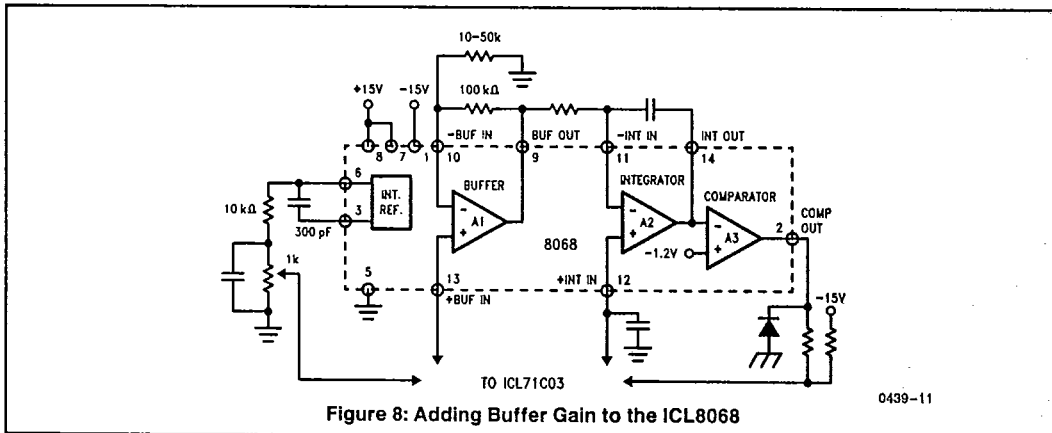 10-50k
+15V
-15V
100 kΩ
-BUF IN
BUF OUT
-INT IN
INT OUT
8
7
1
10
9
11
14
6
BUFFER
INTEGRATOR
COMPARATOR
COMP
OUT
INT.
REF.
10 kΩ
3
A1
A2
A3
2
300 pF
8068
-1.2V
1k
5
13
+INT IN
12
-15V
+BUF IN
TO ICL71C03
0439-11
Figure 8: Adding Buffer Gain to the ICL8068